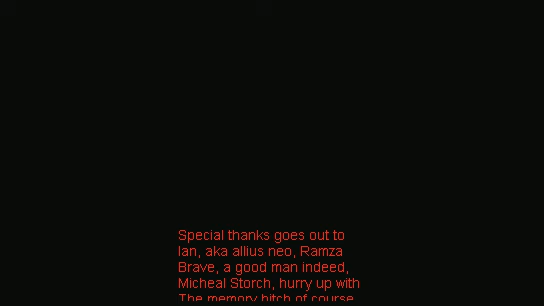 Special thanks goes out to
Ian, aka allius neo, Ramza
Brave, a good man indeed,
Micheal Storch, hurry up with
The memory bitch of course